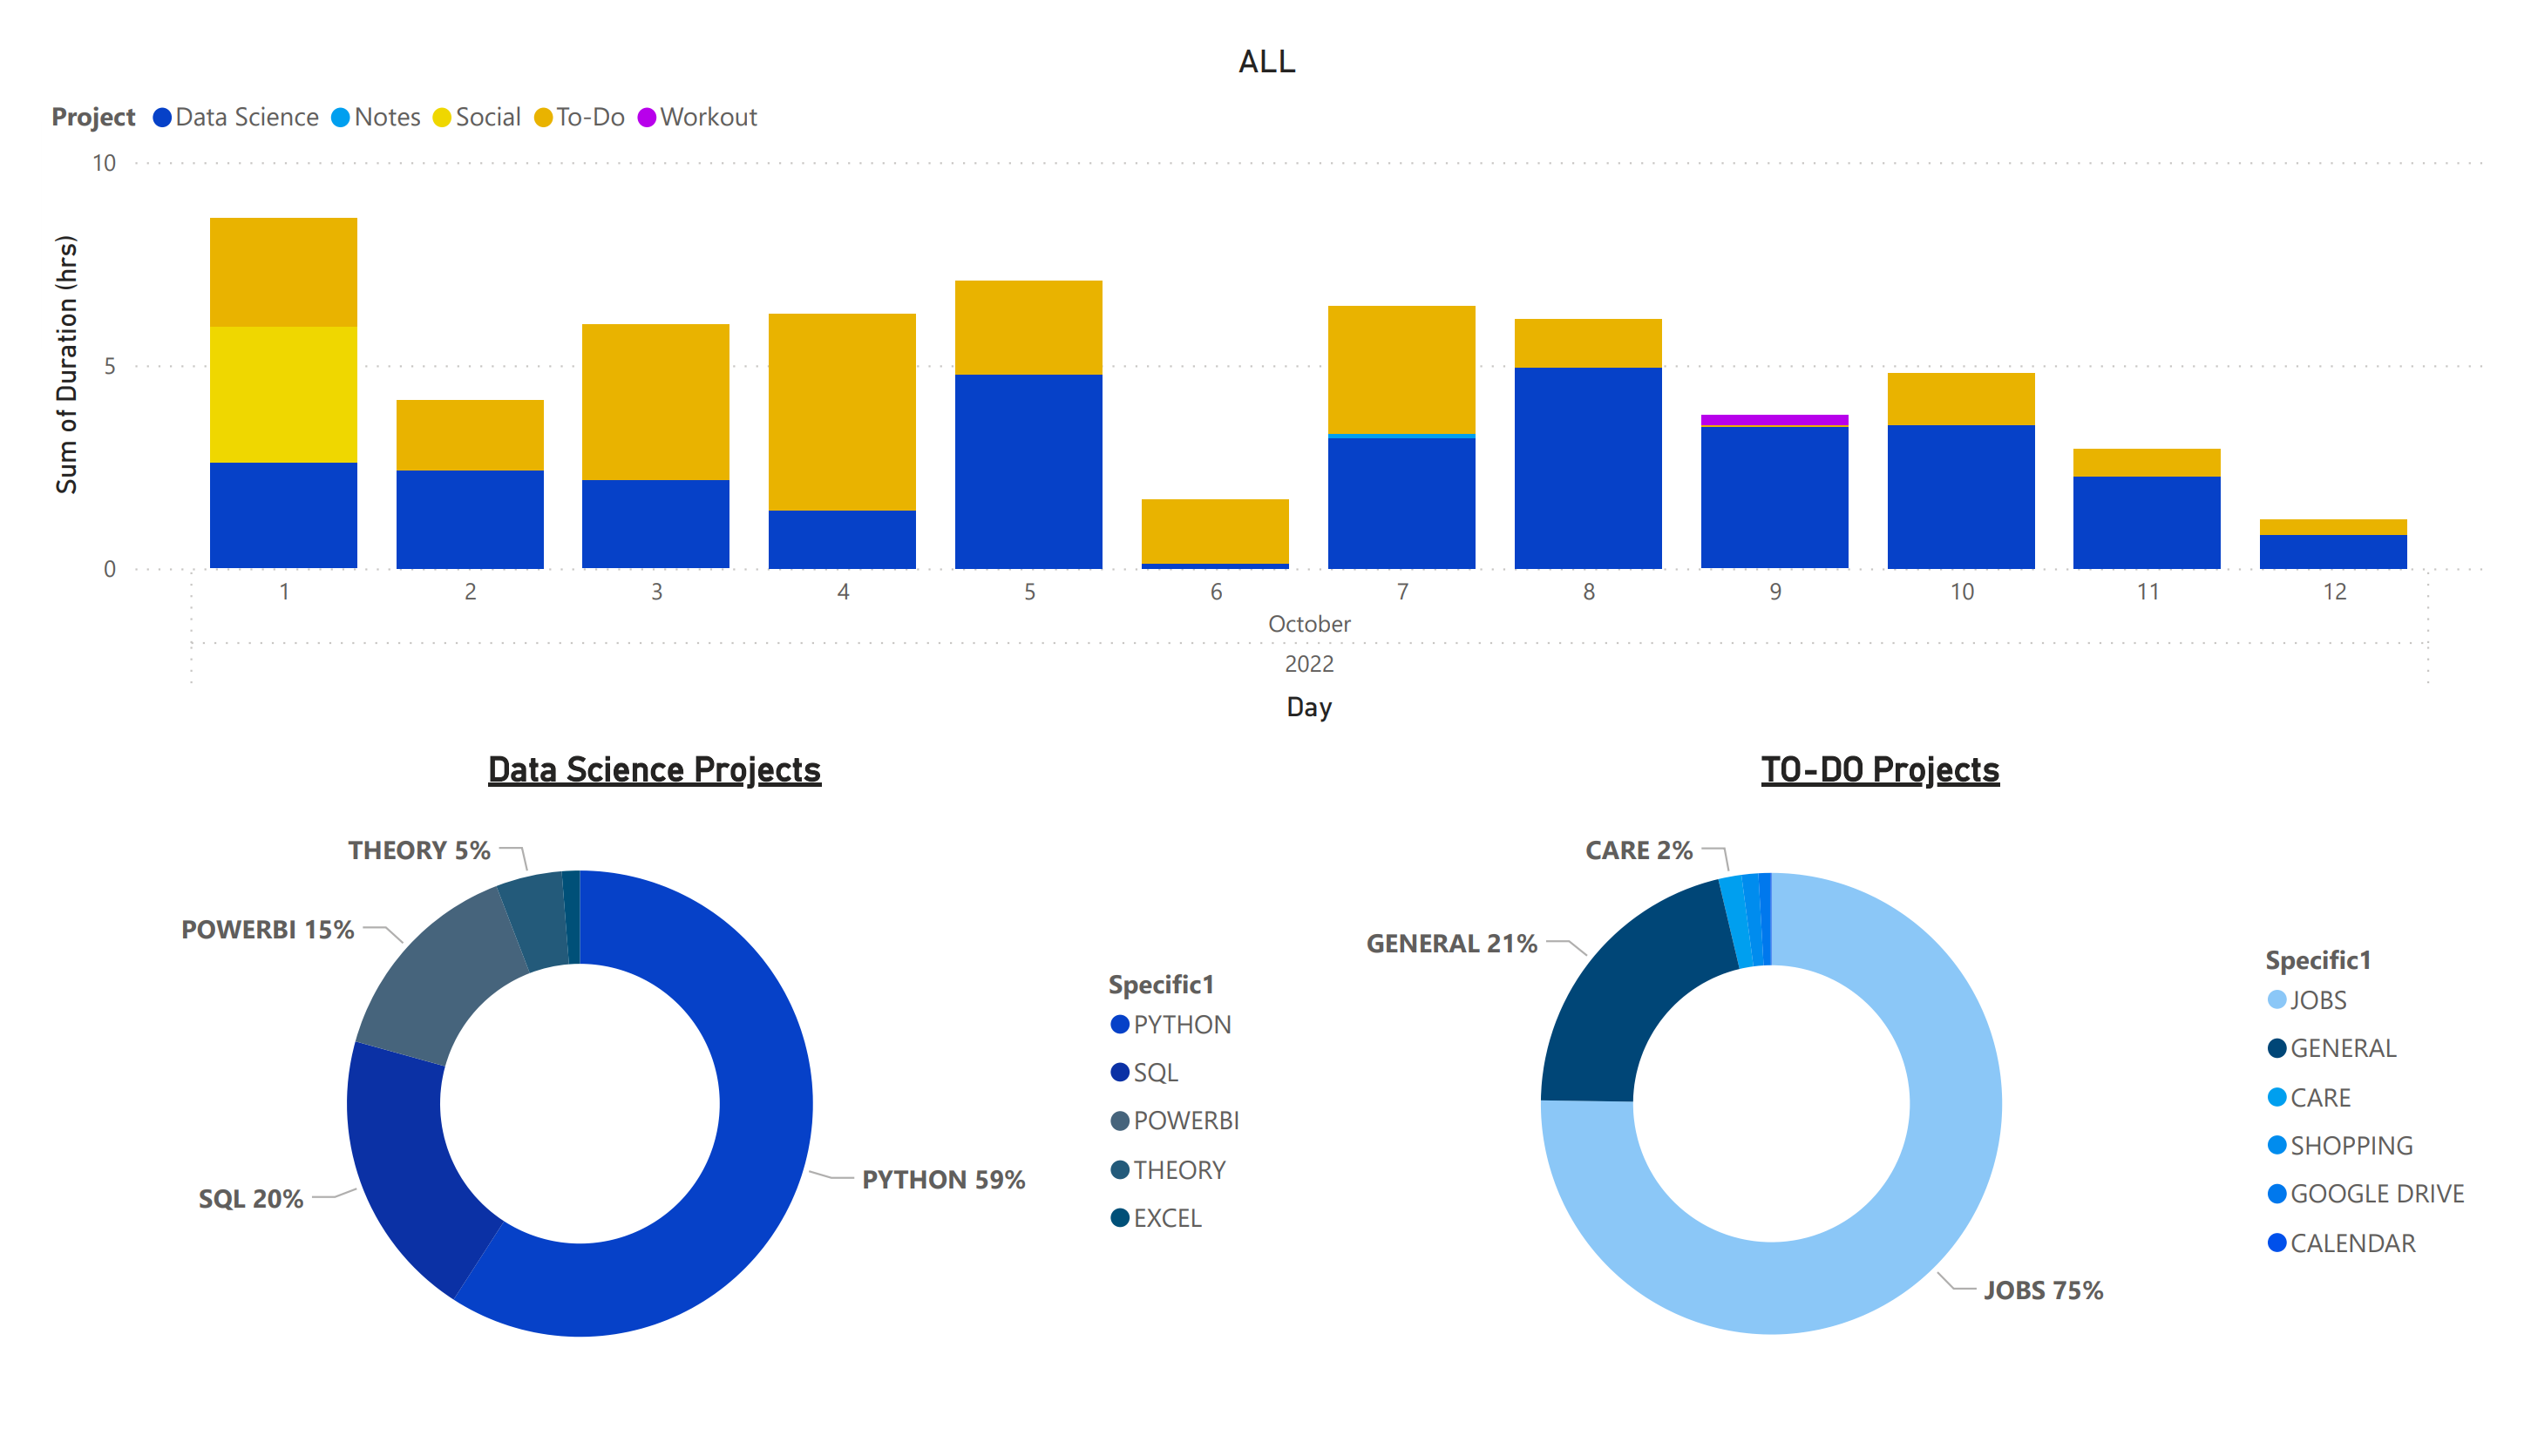 ALL
Project Data Science Notes Social To-Do Workout
Sum of Duration (hrs)
10
5
0
1 2 3 4 5 6 7 8 9 10 11 12
October
2022
Day
Data Science Projects
THEORY 5%
POWERBI 15%
SQL 20%
PYTHON 59%
Specific1
PYTHON
SQL
POWERBI
THEORY
EXCEL
TO-DO Projects
CARE 2%
GENERAL 21%
JOBS 75%
Specific1
JOBS
GENERAL
CARE
SHOPPING
GOOGLE DRIVE
CALENDAR